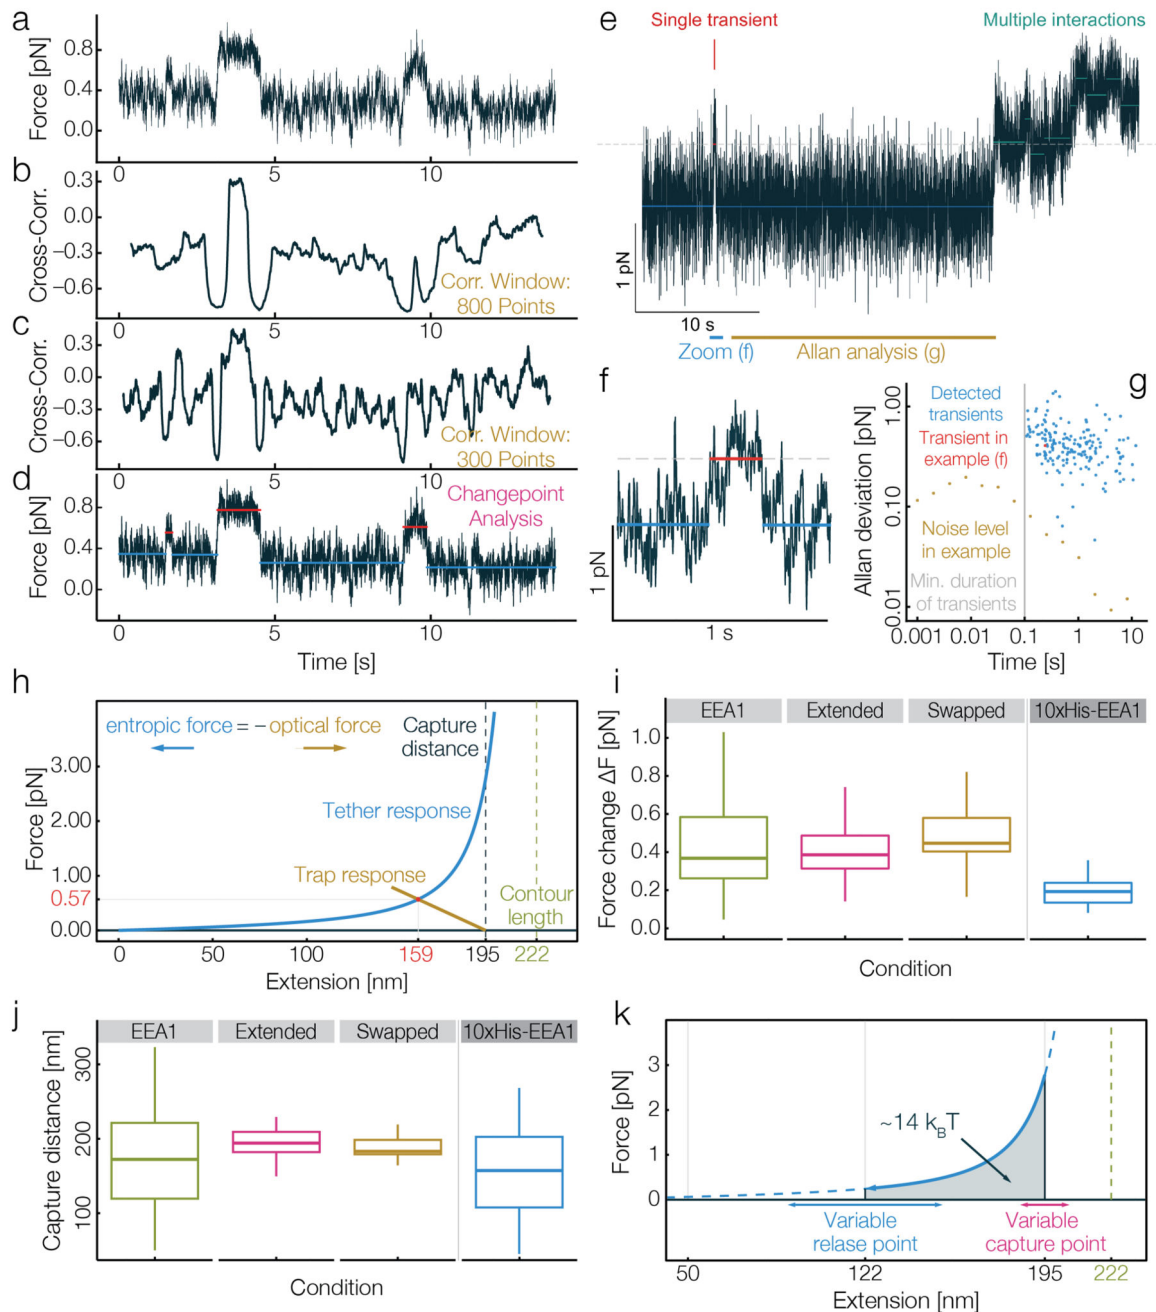 a
Force [pN]
0.8
0.4
0.0
0 5 10
b
Cross-Corr.
0.3
0.0
−0.3
−0.6
Corr. Window:
800 Points
0 5 10
c
Cross-Corr.
0.3
0.0
−0.3
−0.6
Corr. Window:
300 Points
0 5 10
d
Force [pN]
0.8
0.4
0.0
Changepoint
Analysis
0 5 10
Time [s]
e
Single transient
Multiple interactions
1 pN
10 s
Zoom (f)
Allan analysis (g)
f
1 pN
1 s
g
Allan deviation [pN]
1.00
0.10
0.01
Detected
transients
Transient in
example (f)
Noise level
in example
Min. duration
of transients
0.001 0.01 0.1 1 10
Time [s]
h
Force [pN]
3.00
2.00
1.00
0.57
0.00
entropic force = − optical force
Capture
distance
Tether response
Trap response
Contour
length
0 50 100 159 195 222
Extension [nm]
i
Force change ΔF [pN]
1.0
0.8
0.6
0.4
0.2
0.0
EEA1 Extended Swapped 10xHis-EEA1
Condition
j
Capture distance [nm]
300
200
100
EEA1 Extended Swapped 10xHis-EEA1
Condition
k
Force [pN]
3
2
1
0
~14 kBT
Variable
relase point
Variable
capture point
50 122 195 222
Extension [nm]